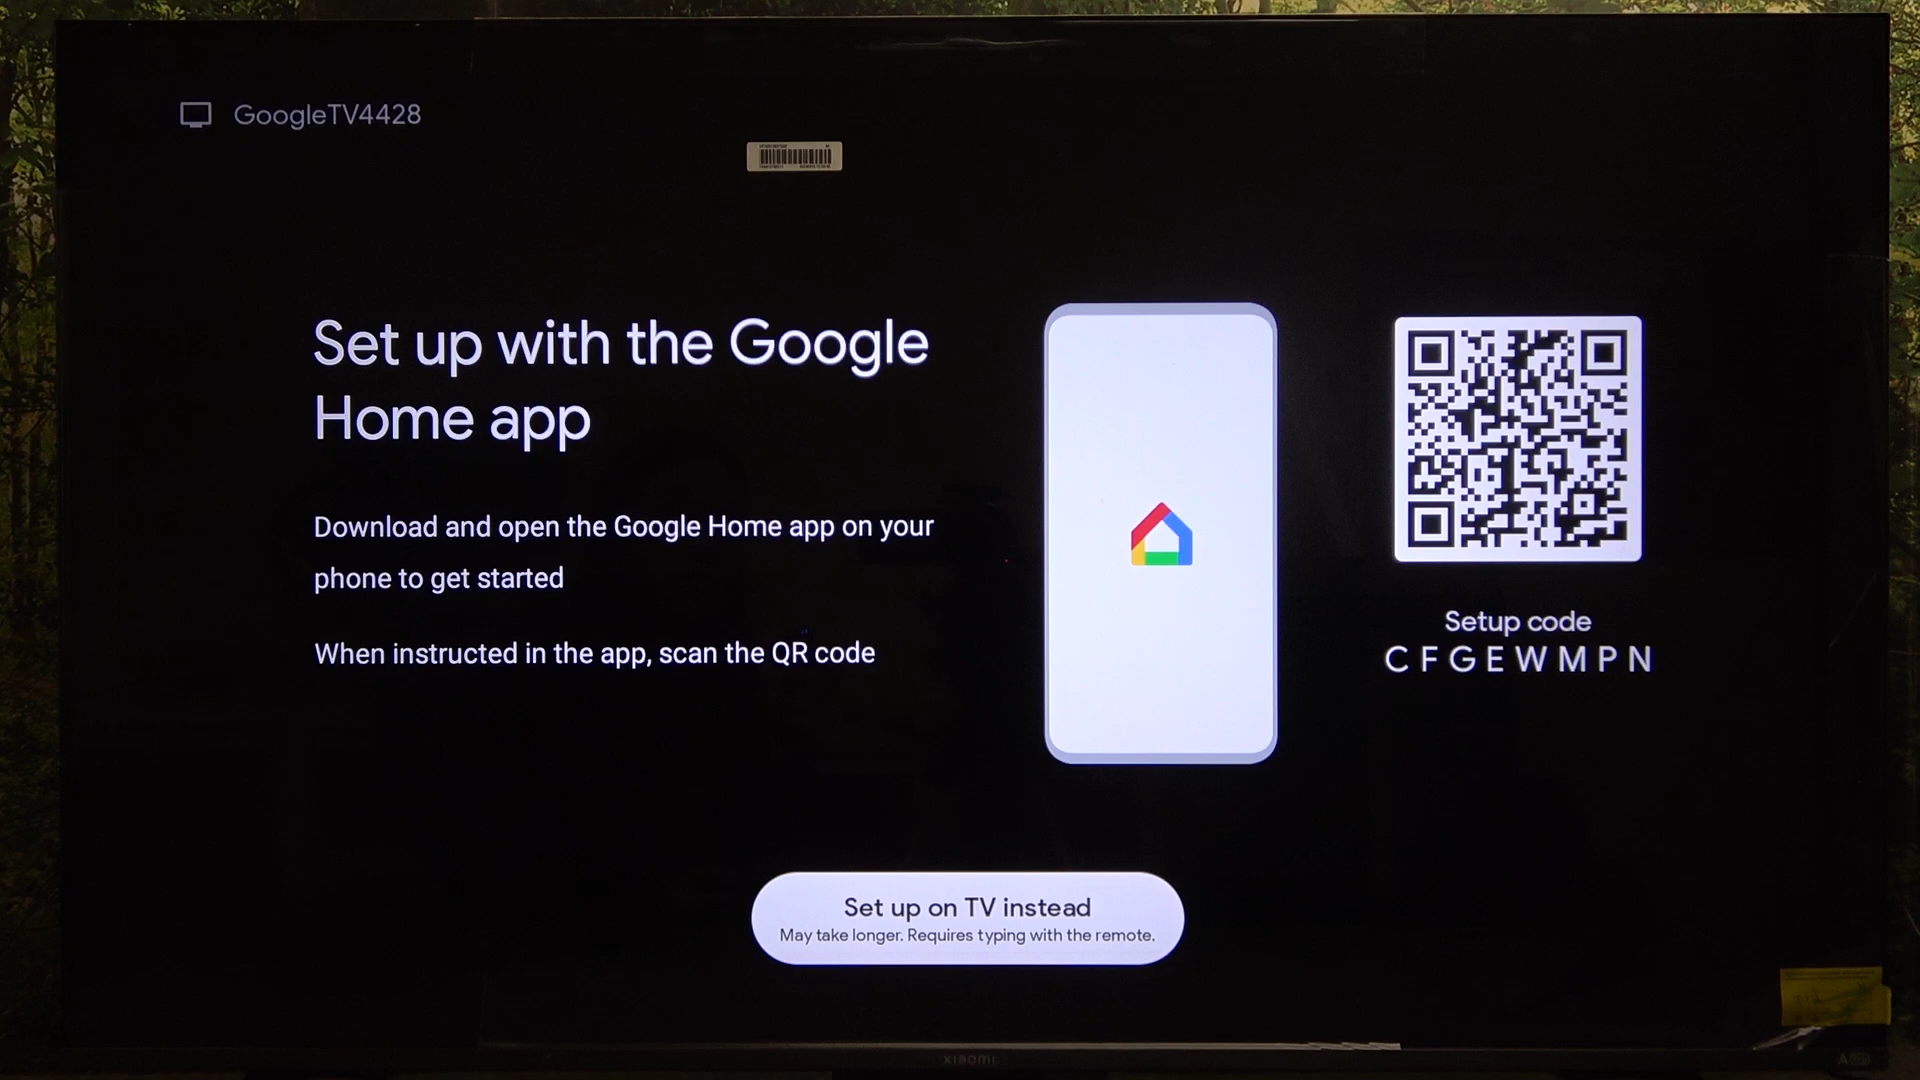 GoogleTV4428
Set up with the Google
Home app
Download and open the Google Home app on your
phone to get started
When instructed in the app, scan the QR code
Setup code
CFGEWMPN
Set up on TV instead
May take longer. Requires typing with the remote.
xiaomi